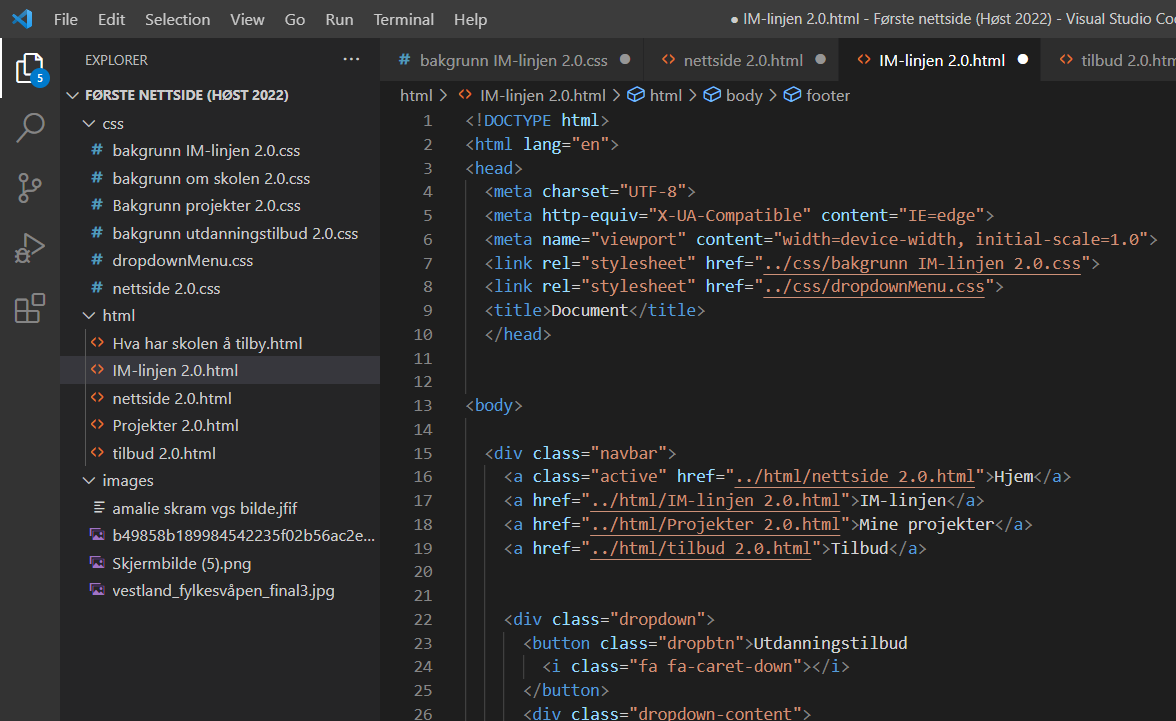 File Edit Selection View Go Run Terminal Help ● IM-linjen 2.0.html - Første nettside (Høst 2022) - Visual Studio Co
EXPLORER ...
# bakgrunn IM-linjen 2.0.css ● <> nettside 2.0.html ● <> IM-linjen 2.0.html ● <> tilbud 2.0.htm
5
FØRSTE NETTSIDE (HØST 2022)
css
# bakgrunn IM-linjen 2.0.css
# bakgrunn om skolen 2.0.css
# Bakgrunn projekter 2.0.css
# bakgrunn utdanningstilbud 2.0.css
# dropdownMenu.css
# nettside 2.0.css
html
<> Hva har skolen å tilby.html
<> IM-linjen 2.0.html
<> nettside 2.0.html
<> Projekter 2.0.html
<> tilbud 2.0.html
images
amalie skram vgs bilde.jfif
b49858b189984542235f02b56ac2e...
Skjermbilde (5).png
vestland_fylkesvåpen_final3.jpg
html > <> IM-linjen 2.0.html > html > body > footer
1 <!DOCTYPE html>
2 <html lang="en">
3 <head>
4 <meta charset="UTF-8">
5 <meta http-equiv="X-UA-Compatible" content="IE=edge">
6 <meta name="viewport" content="width=device-width, initial-scale=1.0">
7 <link rel="stylesheet" href="../css/bakgrunn IM-linjen 2.0.css">
8 <link rel="stylesheet" href="../css/dropdownMenu.css">
9 <title>Document</title>
10 </head>
11
12
13 <body>
14
15 <div class="navbar">
16 <a class="active" href="../html/nettside 2.0.html">Hjem</a>
17 <a href="../html/IM-linjen 2.0.html">IM-linjen</a>
18 <a href="../html/Projekter 2.0.html">Mine projekter</a>
19 <a href="../html/tilbud 2.0.html">Tilbud</a>
20
21
22 <div class="dropdown">
23 <button class="dropbtn">Utdanningstilbud
24 <i class="fa fa-caret-down"></i>
25 </button>
26 <div class="dropdown-content">